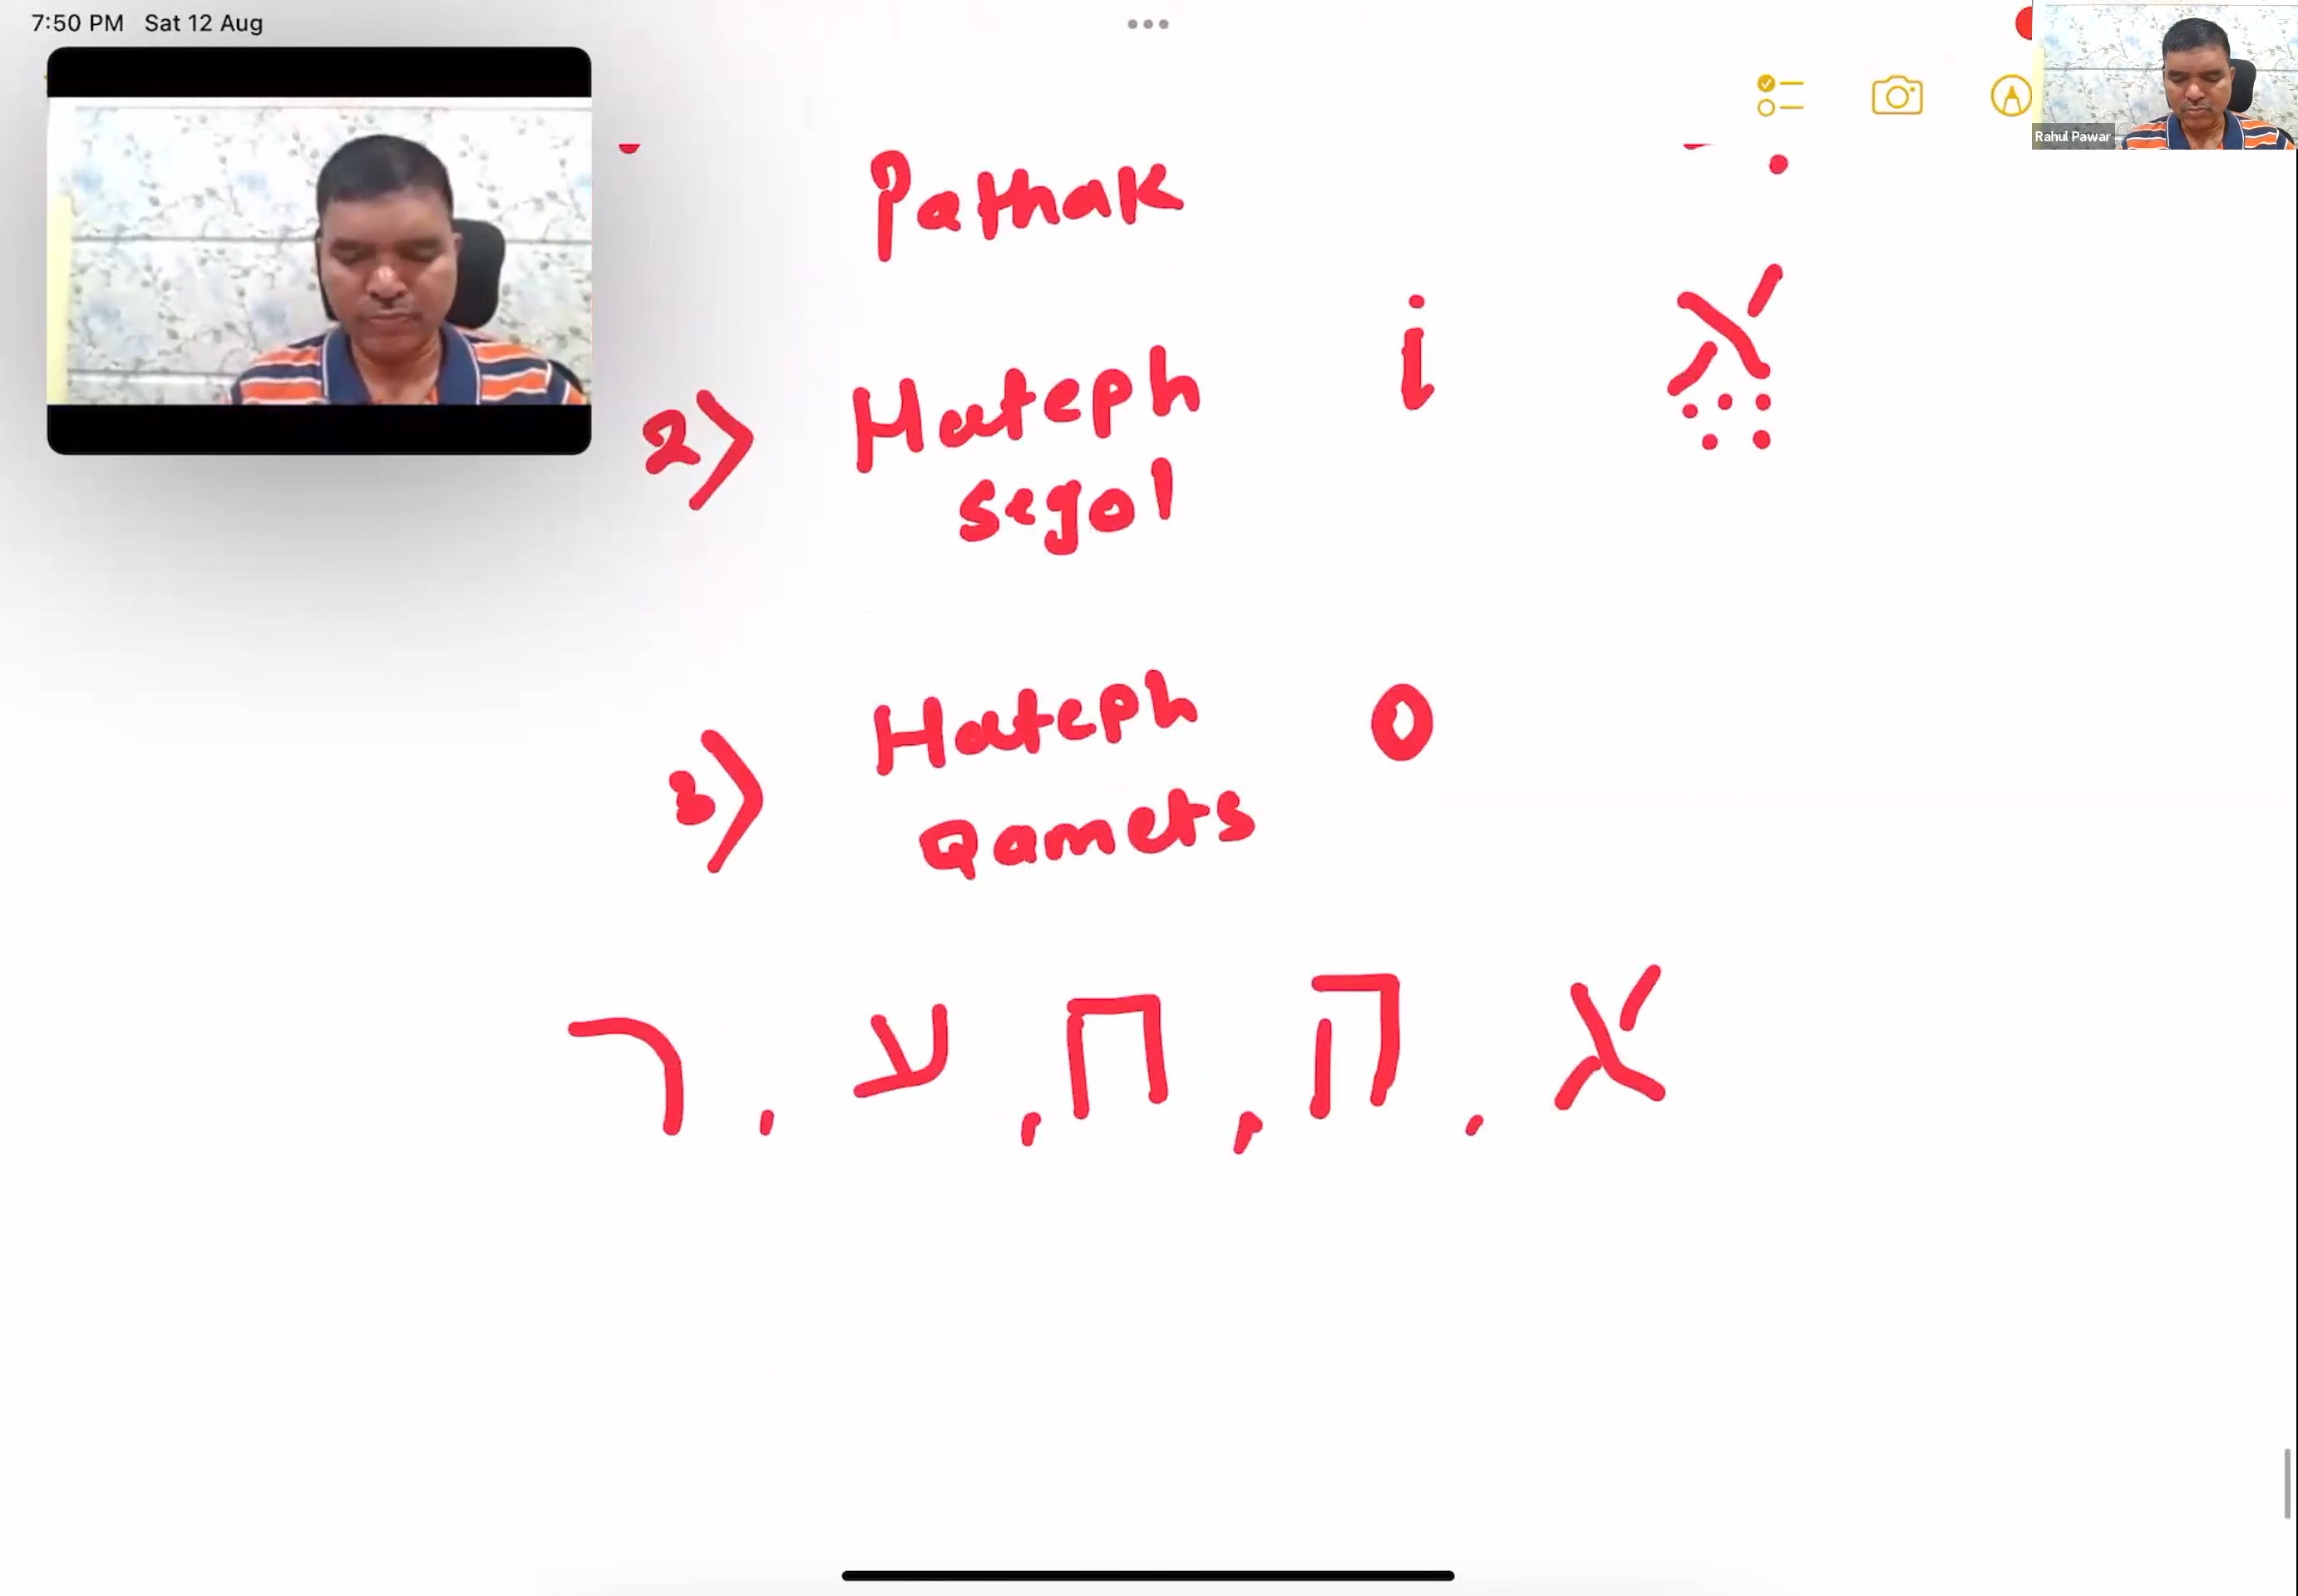 7:50 PM Sat 12 Aug
Rahul Pawar
Pathak
2) Hateph i אֱ
segol
3) Hateph o
qamets
א , ה , ח , ע , ר